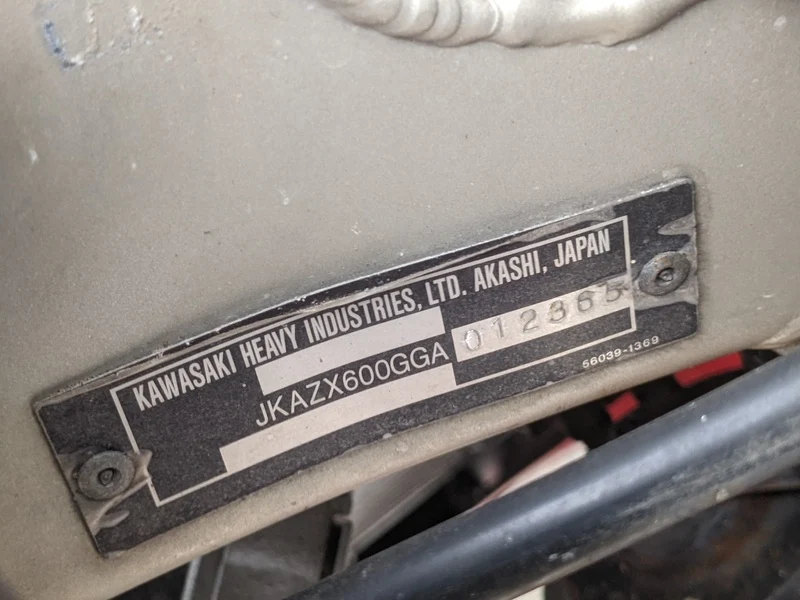 KAWASAKI HEAVY INDUSTRIES, LTD. AKASHI, JAPAN
JKAZX600GGA 012365
56039-1369